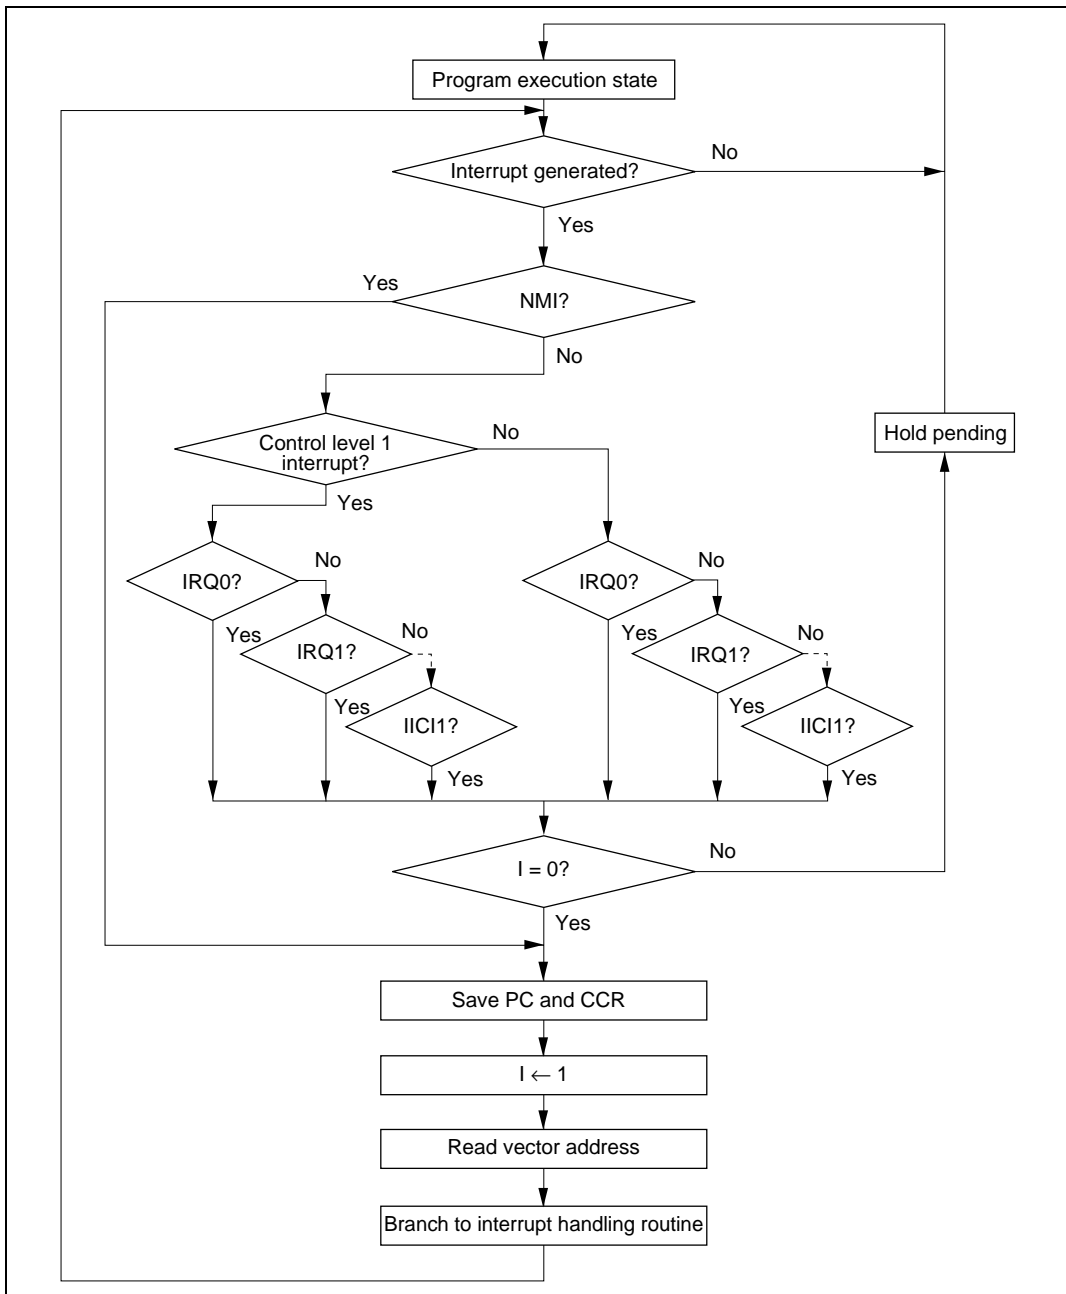 Program execution state
Interrupt generated?
No
Yes
Yes
NMI?
No
Control level 1
interrupt?
No
Hold pending
Yes
IRQ0?
No
IRQ0?
No
Yes
IRQ1?
No
Yes
IRQ1?
No
Yes
IICI1?
Yes
IICI1?
Yes
Yes
I = 0?
No
Yes
Save PC and CCR
I ← 1
Read vector address
Branch to interrupt handling routine